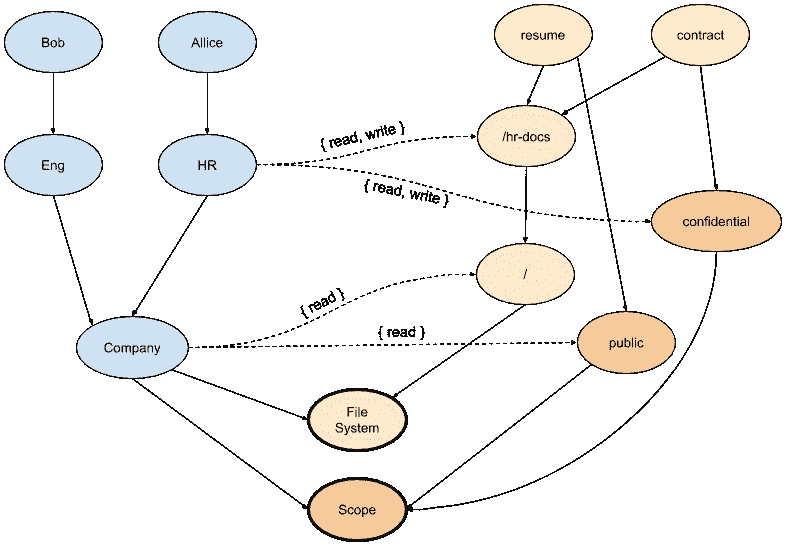 Bob
Allice
resume
contract
{ read, write }
/hr-docs
Eng
HR
{ read, write }
confidential
/
{ read }
{ read }
Company
public
File
System
Scope